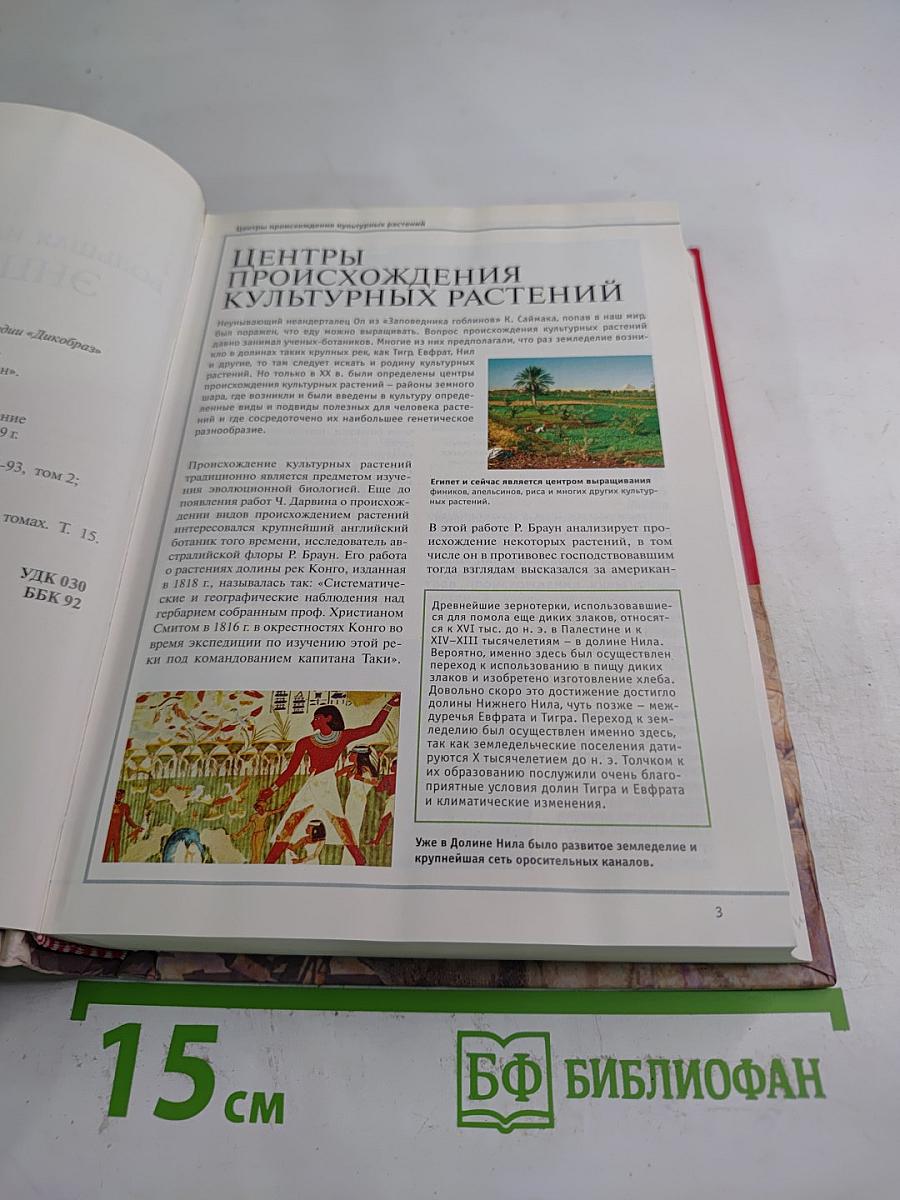 дии «Дикобраз»
н».
ние
9 г.
-93, том 2;
томах. Т. 15.
УДК 030
ББК 92
Центры происхождения культурных растений
ЦЕНТРЫ
ПРОИСХОЖДЕНИЯ
КУЛЬТУРНЫХ РАСТЕНИЙ
Неунывающий неандерталец Оп из «Заповедника гоблинов» К. Саймака, попав в наш мир,
был поражен, что еду можно выращивать. Вопрос происхождения культурных растений
давно занимал ученых-ботаников. Многие из них предполагали, что раз земледелие возни-
кло в долинах таких крупных рек, как Тигр, Евфрат, Нил
и другие, то там следует искать и родину культурных
растений. Но только в XX в. были определены центры
происхождения культурных растений – районы земного
шара, где возникли и были введены в культуру опреде-
ленные виды и подвиды полезных для человека расте-
ний и где сосредоточено их наибольшее генетическое
разнообразие.
Египет и сейчас является центром выращивания
фиников, апельсинов, риса и многих других культур-
ных растений.
Происхождение культурных растений
традиционно является предметом изуче-
ния эволюционной биологией. Еще до
появления работ Ч. Дарвина о происхож-
дении видов происхождением растений
интересовался крупнейший английский
ботаник того времени, исследователь ав-
стралийской флоры Р. Браун. Его работа
о растениях долины рек Конго, изданная
в 1818 г., называлась так: «Систематиче-
ские и географические наблюдения над
гербарием собранным проф. Христианом
Смитом в 1816 г. в окрестностях Конго во
время экспедиции по изучению этой ре-
ки под командованием капитана Таки».
В этой работе Р. Браун анализирует про-
исхождение некоторых растений, в том
числе он в противовес господствовавшим
тогда взглядам высказался за американ-
Древнейшие зернотерки, использовавшие-
ся для помола еще диких злаков, относят-
ся к XVI тыс. до н. э. в Палестине и к
XIV–XIII тысячелетиям – в долине Нила.
Вероятно, именно здесь был осуществлен
переход к использованию в пищу диких
злаков и изобретено изготовление хлеба.
Довольно скоро это достижение достигло
долины Нижнего Нила, чуть позже – меж-
дуречья Евфрата и Тигра. Переход к зем-
леделию был осуществлен именно здесь,
так как земледельческие поселения дати-
руются X тысячелетием до н. э. Толчком к
их образованию послужили очень благо-
приятные условия долин Тигра и Евфрата
и климатические изменения.
Уже в Долине Нила было развитое земледелие и
крупнейшая сеть оросительных каналов.
3
15 см
БФ БИБЛИОФАН